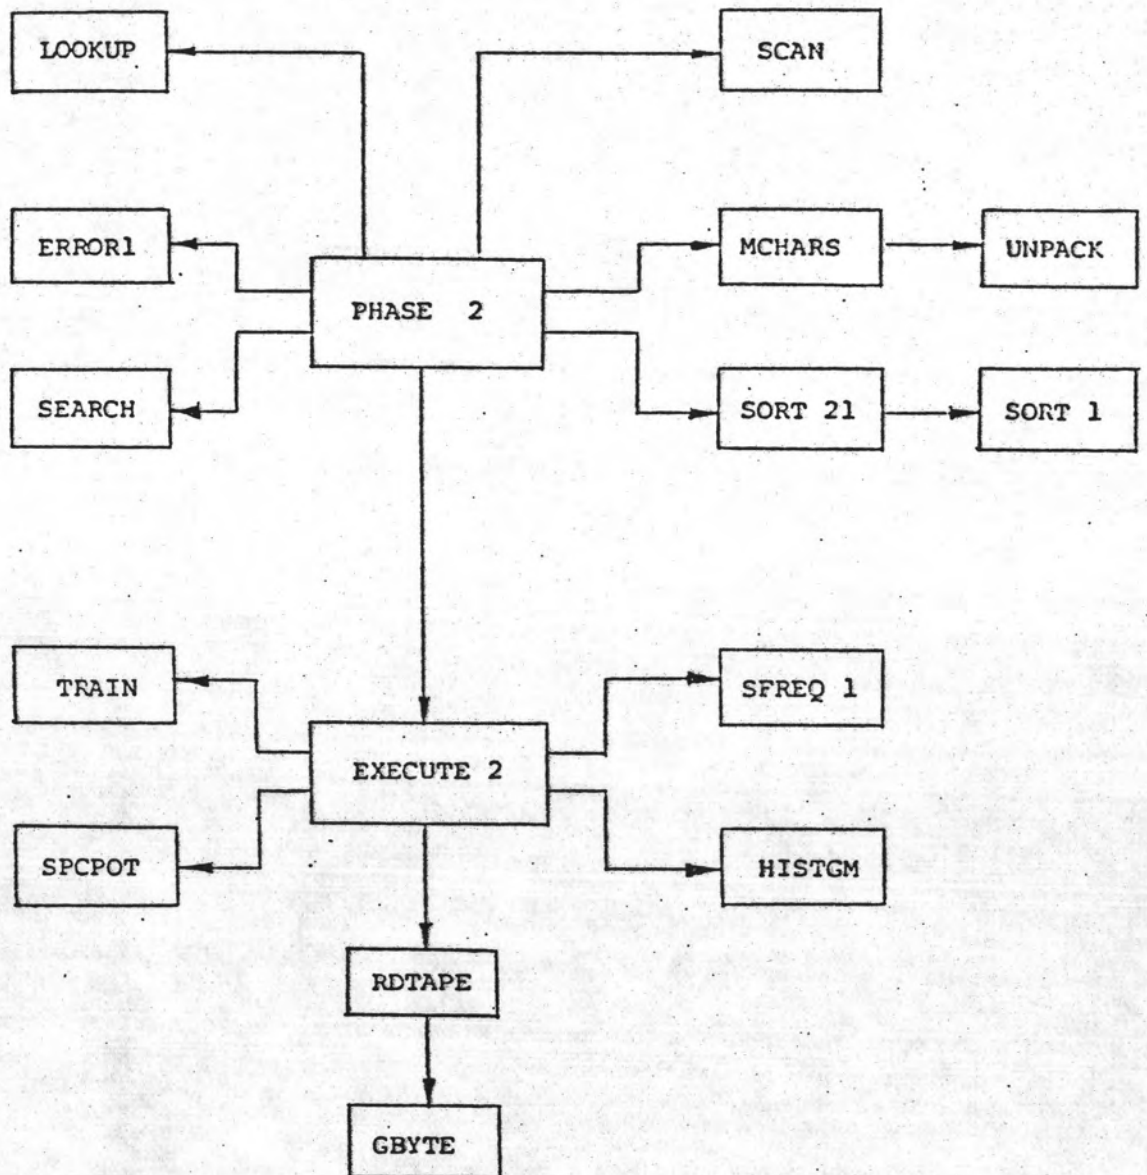 LOOKUP
SCAN
ERROR1
MCHARS
UNPACK
PHASE 2
SEARCH
SORT 21
SORT 1
TRAIN
SFREQ 1
EXECUTE 2
SPCPOT
HISTGM
RDTAPE
GBYTE